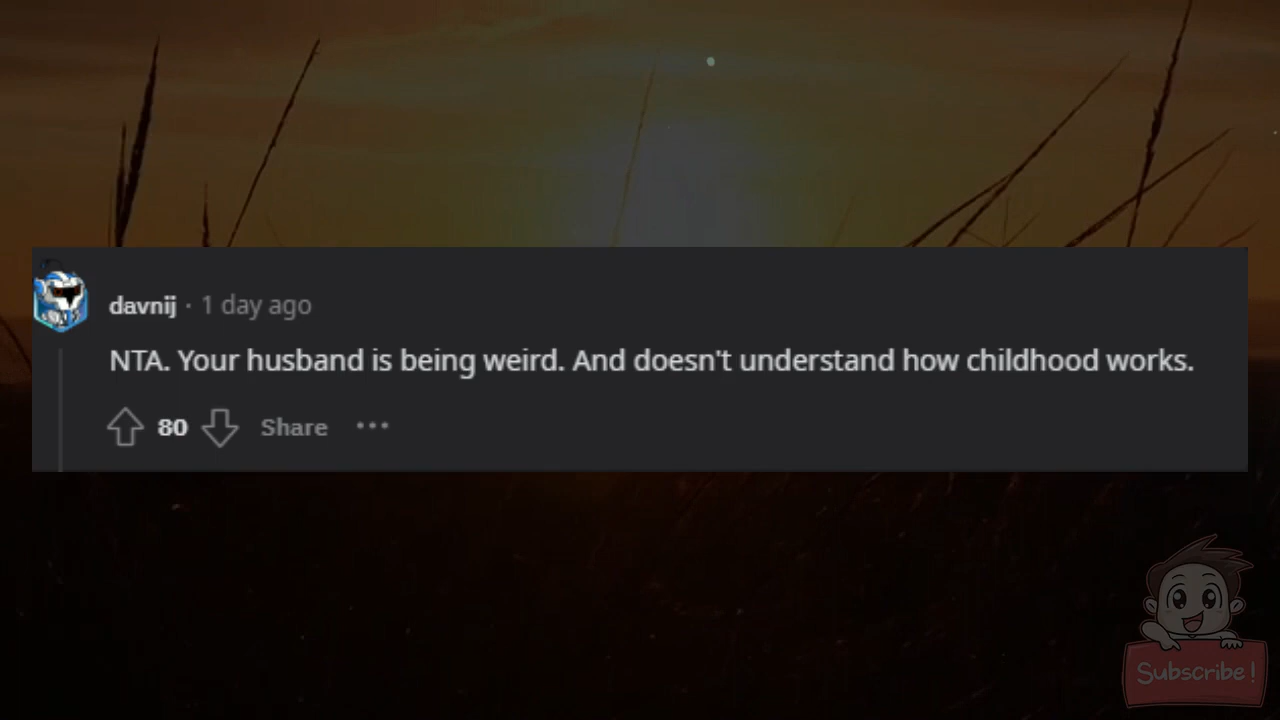 davnij · 1 day ago
NTA. Your husband is being weird. And doesn't understand how childhood works.
80 Share ···
Subscribe!